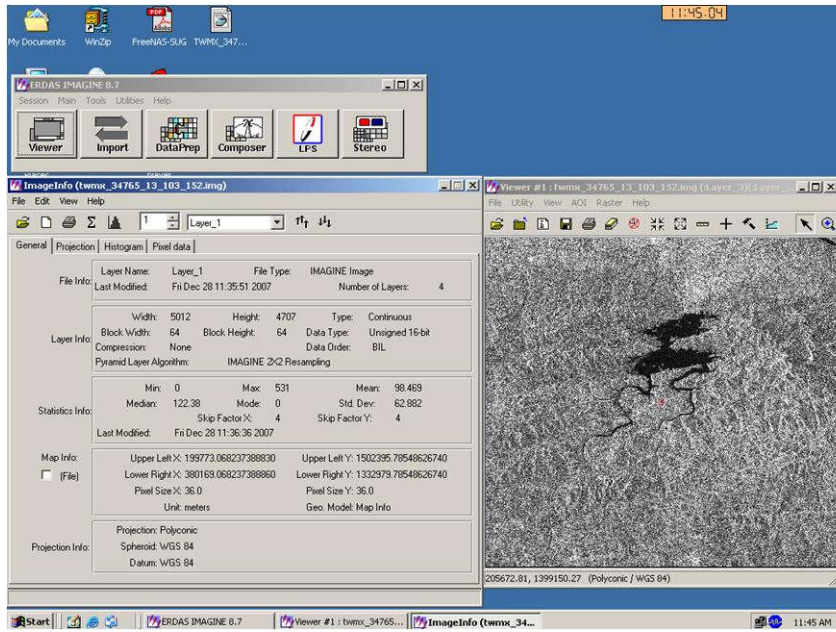 11:45.04
My Documents WinZip FreeNAS-SUG TWMX_347...
ERDAS IMAGINE 8.7
Session Main Tools Utilities Help
Viewer Import DataPrep Composer LPS Stereo
ImageInfo (twmx_34765_13_103_152.img)
File Edit View Help
1 Layer_1
General Projection Histogram Pixel data
File Info: Layer Name: Layer_1 File Type: IMAGINE Image
Last Modified: Fri Dec 28 11:35:51 2007 Number of Layers: 4
Layer Info: Width: 5012 Height: 4707 Type: Continuous
Block Width: 64 Block Height: 64 Data Type: Unsigned 16-bit
Compression: None Data Order: BIL
Pyramid Layer Algorithm: IMAGINE 2X2 Resampling
Statistics Info: Min: 0 Max: 531 Mean: 98.469
Median: 122.38 Mode: 0 Std. Dev: 62.882
Skip Factor X: 4 Skip Factor Y: 4
Last Modified: Fri Dec 28 11:36:36 2007
Map Info: Upper Left X: 199773.068237388830 Upper Left Y: 1502395.78548626740
(File) Lower Right X: 380169.068237388860 Lower Right Y: 1332979.78548626740
Pixel Size X: 36.0 Pixel Size Y: 36.0
Unit: meters Geo. Model: Map Info
Projection Info: Projection: Polyconic
Spheroid: WGS 84
Datum: WGS 84
Viewer #1 : twmx_34765_13_103_152.img (:Layer_3)(:Layer_...
File Utility View AOI Raster Help
205672.81, 1399150.27 (Polyconic / WGS 84)
Start ERDAS IMAGINE 8.7 Viewer #1 : twmx_34765... ImageInfo (twmx_34... 11:45 AM